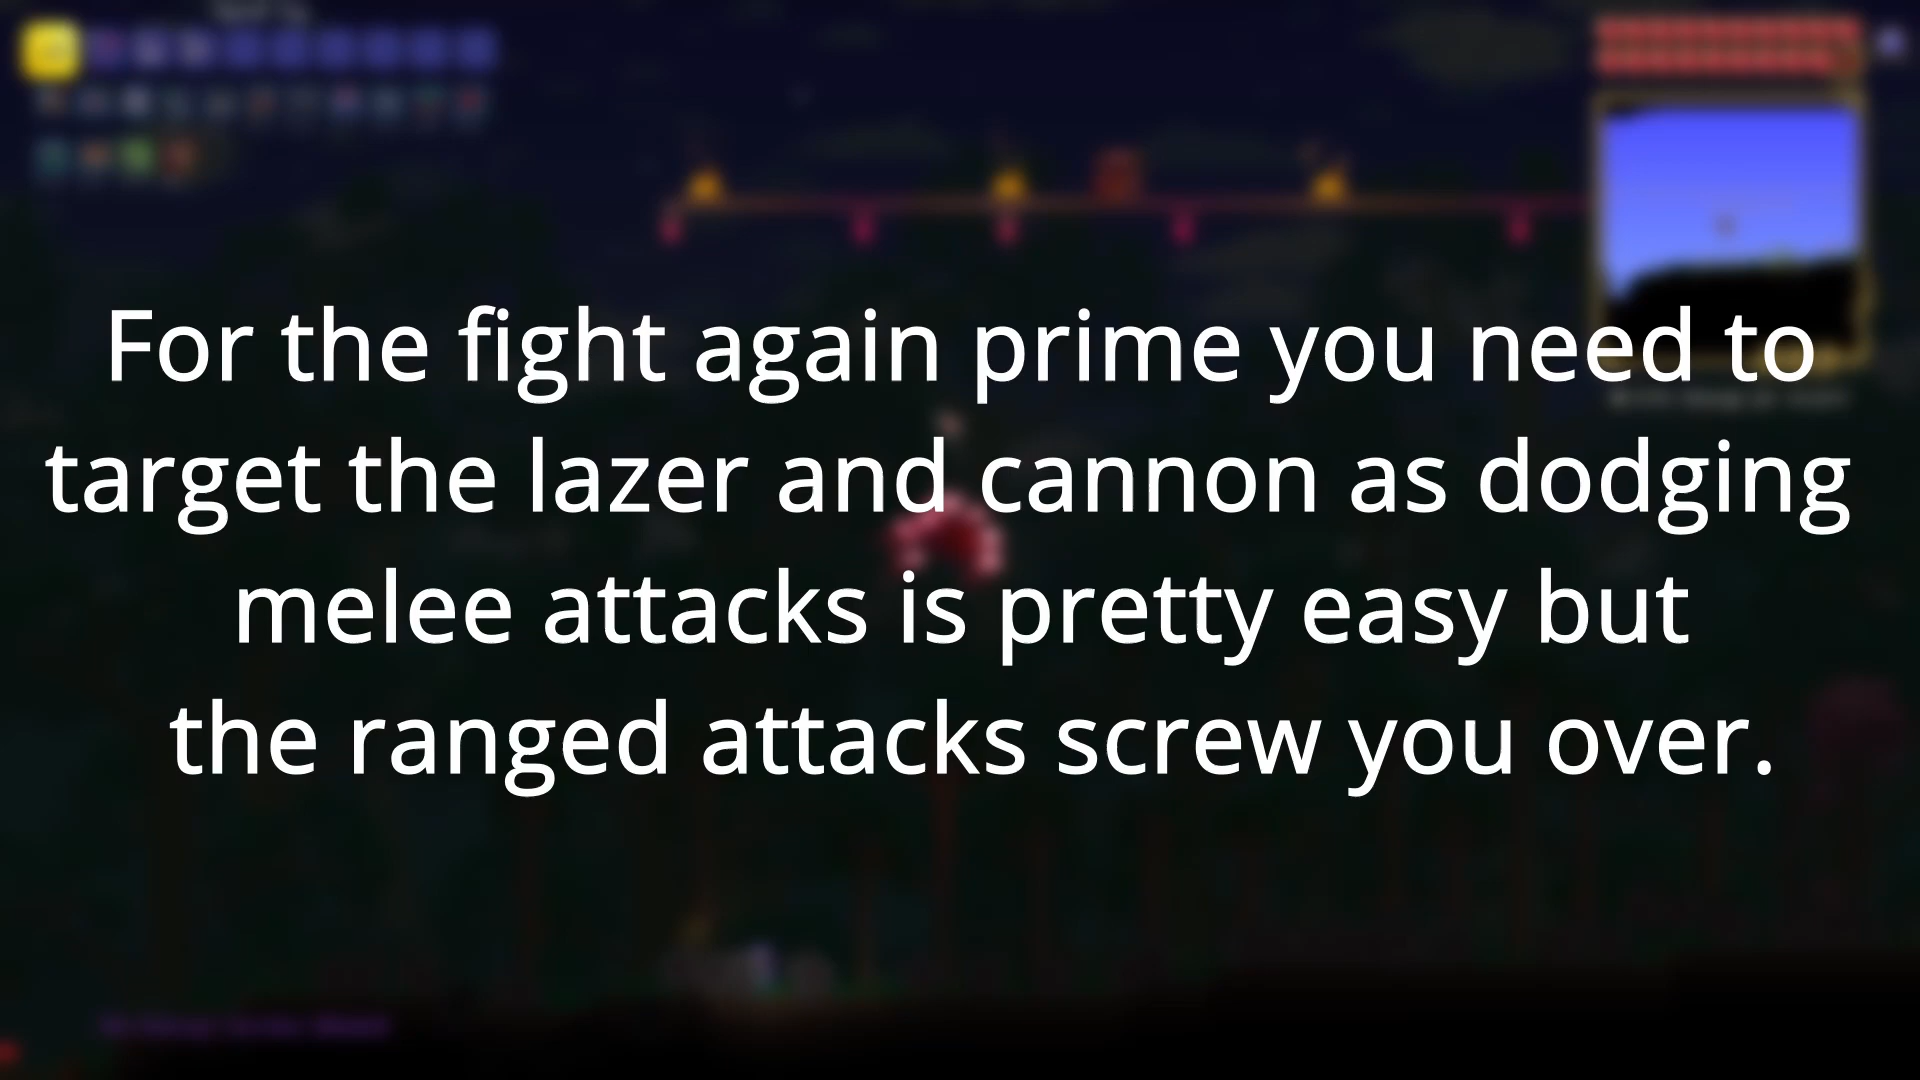 For the fight again prime you need to
target the lazer and cannon as dodging
melee attacks is pretty easy but
the ranged attacks screw you over.